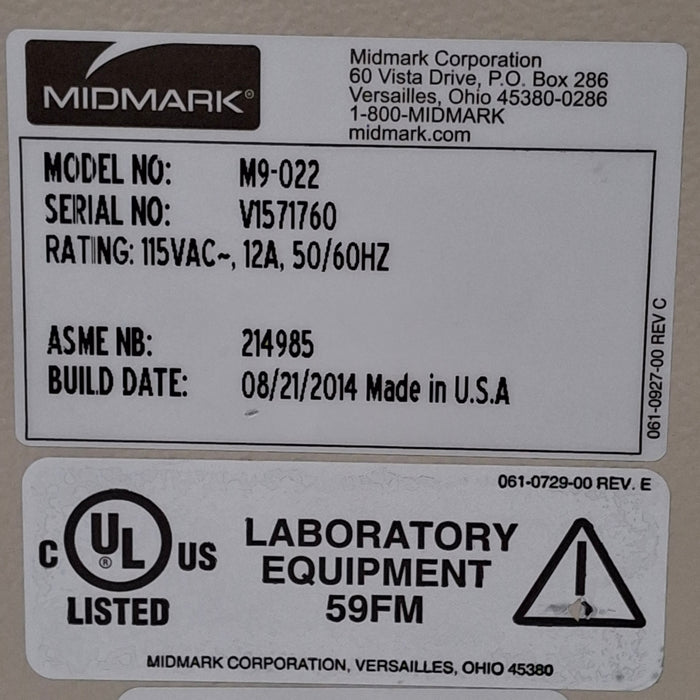 MIDMARK®
Midmark Corporation
60 Vista Drive, P.O. Box 286
Versailles, Ohio 45380-0286
1-800-MIDMARK
midmark.com
MODEL NO: M9-022
SERIAL NO: V1571760
RATING: 115VAC~, 12A, 50/60HZ
ASME NB: 214985
BUILD DATE: 08/21/2014 Made in U.S.A
061-0927-00 REV C
061-0729-00 REV. E
C UL® US
LISTED
LABORATORY
EQUIPMENT
59FM
!
MIDMARK CORPORATION, VERSAILLES, OHIO 45380